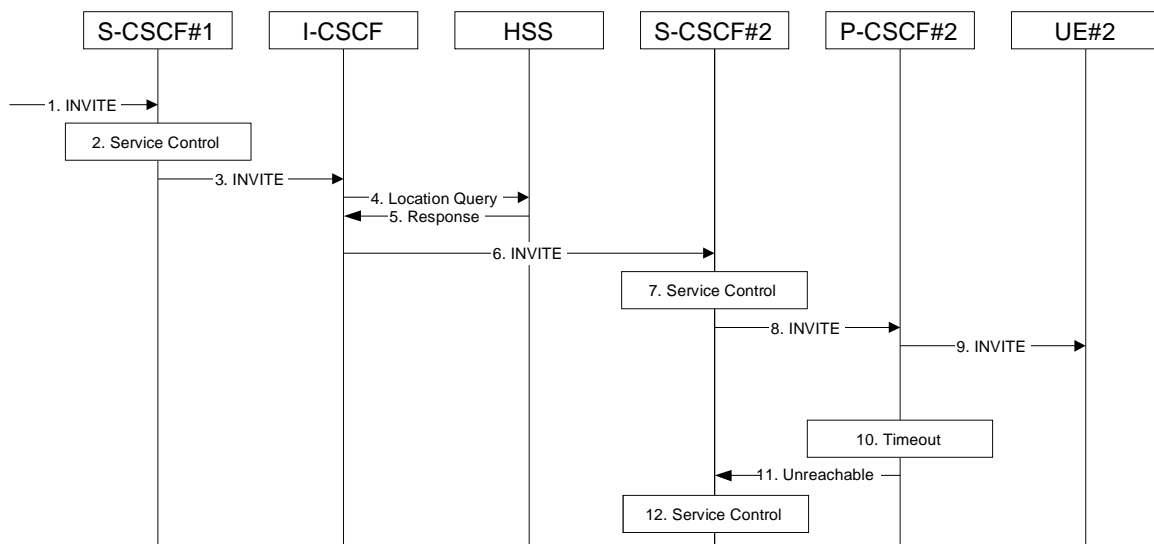 S-CSCF#1
I-CSCF
HSS
S-CSCF#2
P-CSCF#2
UE#2
1. INVITE
2. Service Control
3. INVITE
4. Location Query
5. Response
6. INVITE
7. Service Control
8. INVITE
9. INVITE
10. Timeout
11. Unreachable
12. Service Control